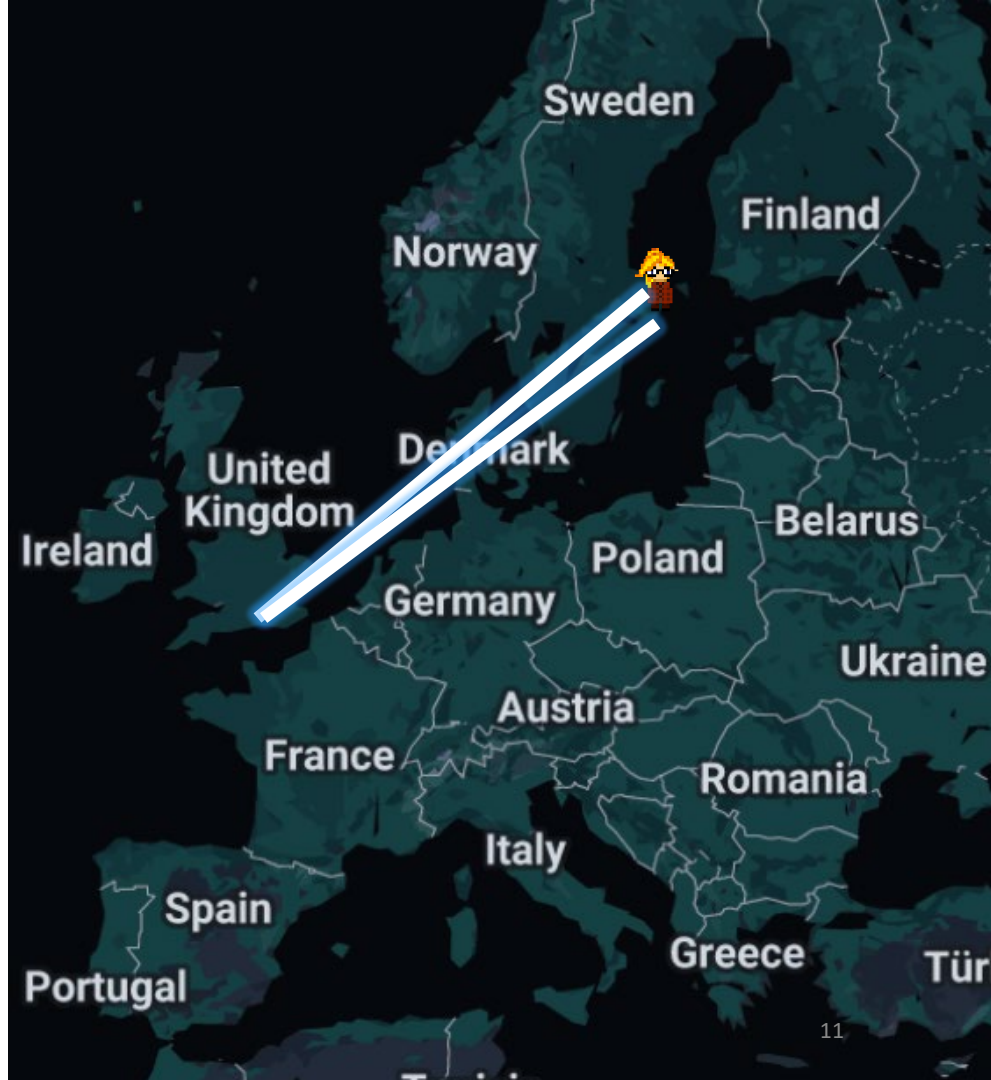 Sweden
Finland
Norway
Denmark
United
Kingdom
Ireland
Belarus
Poland
Germany
Ukraine
Austria
France
Romania
Italy
Spain
Greece
Tür
Portugal
11